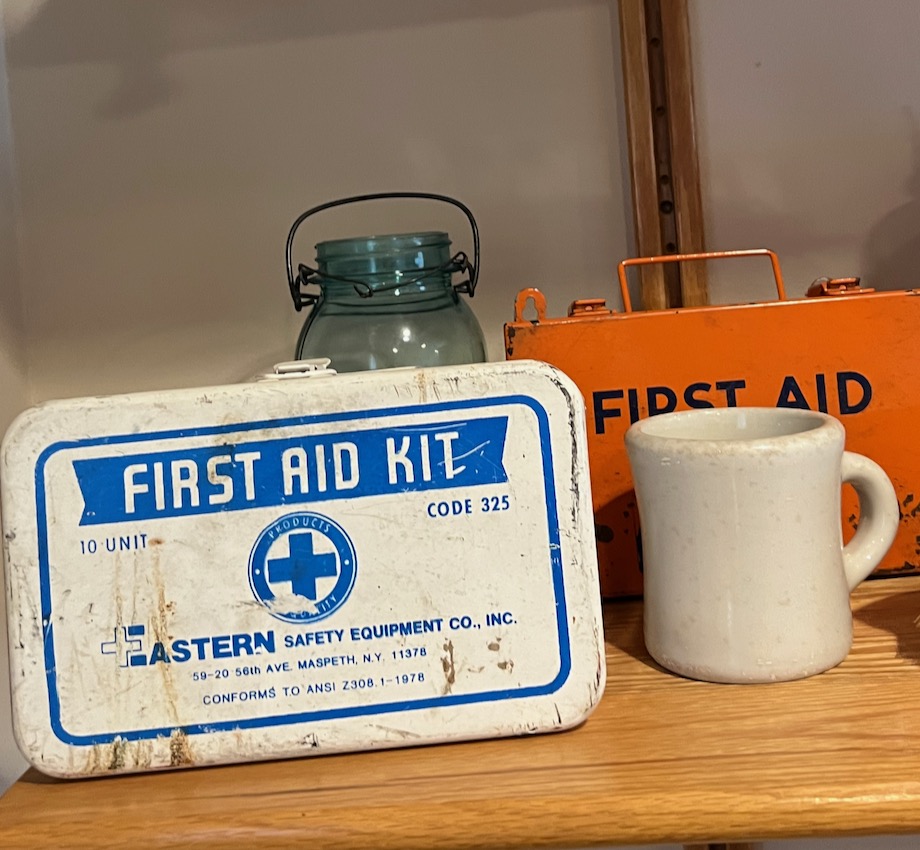 FIRST AID KIT
10 UNIT
CODE 325
PRODUCTS
EASTERN SAFETY EQUIPMENT CO., INC.
59-20 56th AVE. MASPETH, N.Y. 11378
CONFORMS TO ANSI Z308.1-1978
FIRST AID